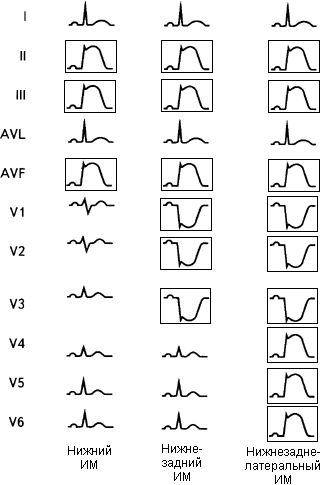 I
II
III
AVL
AVF
V1
V2
V3
V4
V5
V6
Нижний
ИМ
Нижне-
задний
ИМ
Нижнезадне-
латеральный
ИМ